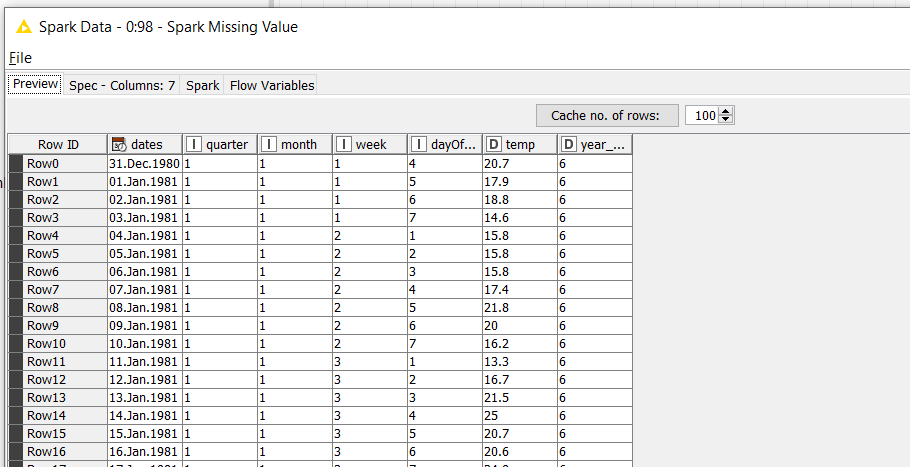 Spark Data - 0:98 - Spark Missing Value
File
Preview Spec - Columns: 7 Spark Flow Variables
Cache no. of rows: 100
Row ID dates I quarter I month I week I dayOf... D temp D year_...
Row0 31.Dec.1980 1 1 1 4 20.7 6
Row1 01.Jan.1981 1 1 1 5 17.9 6
Row2 02.Jan.1981 1 1 1 6 18.8 6
Row3 03.Jan.1981 1 1 1 7 14.6 6
Row4 04.Jan.1981 1 1 2 1 15.8 6
Row5 05.Jan.1981 1 1 2 2 15.8 6
Row6 06.Jan.1981 1 1 2 3 15.8 6
Row7 07.Jan.1981 1 1 2 4 17.4 6
Row8 08.Jan.1981 1 1 2 5 21.8 6
Row9 09.Jan.1981 1 1 2 6 20 6
Row10 10.Jan.1981 1 1 2 7 16.2 6
Row11 11.Jan.1981 1 1 3 1 13.3 6
Row12 12.Jan.1981 1 1 3 2 16.7 6
Row13 13.Jan.1981 1 1 3 3 21.5 6
Row14 14.Jan.1981 1 1 3 4 25 6
Row15 15.Jan.1981 1 1 3 5 20.7 6
Row16 16.Jan.1981 1 1 3 6 20.6 6